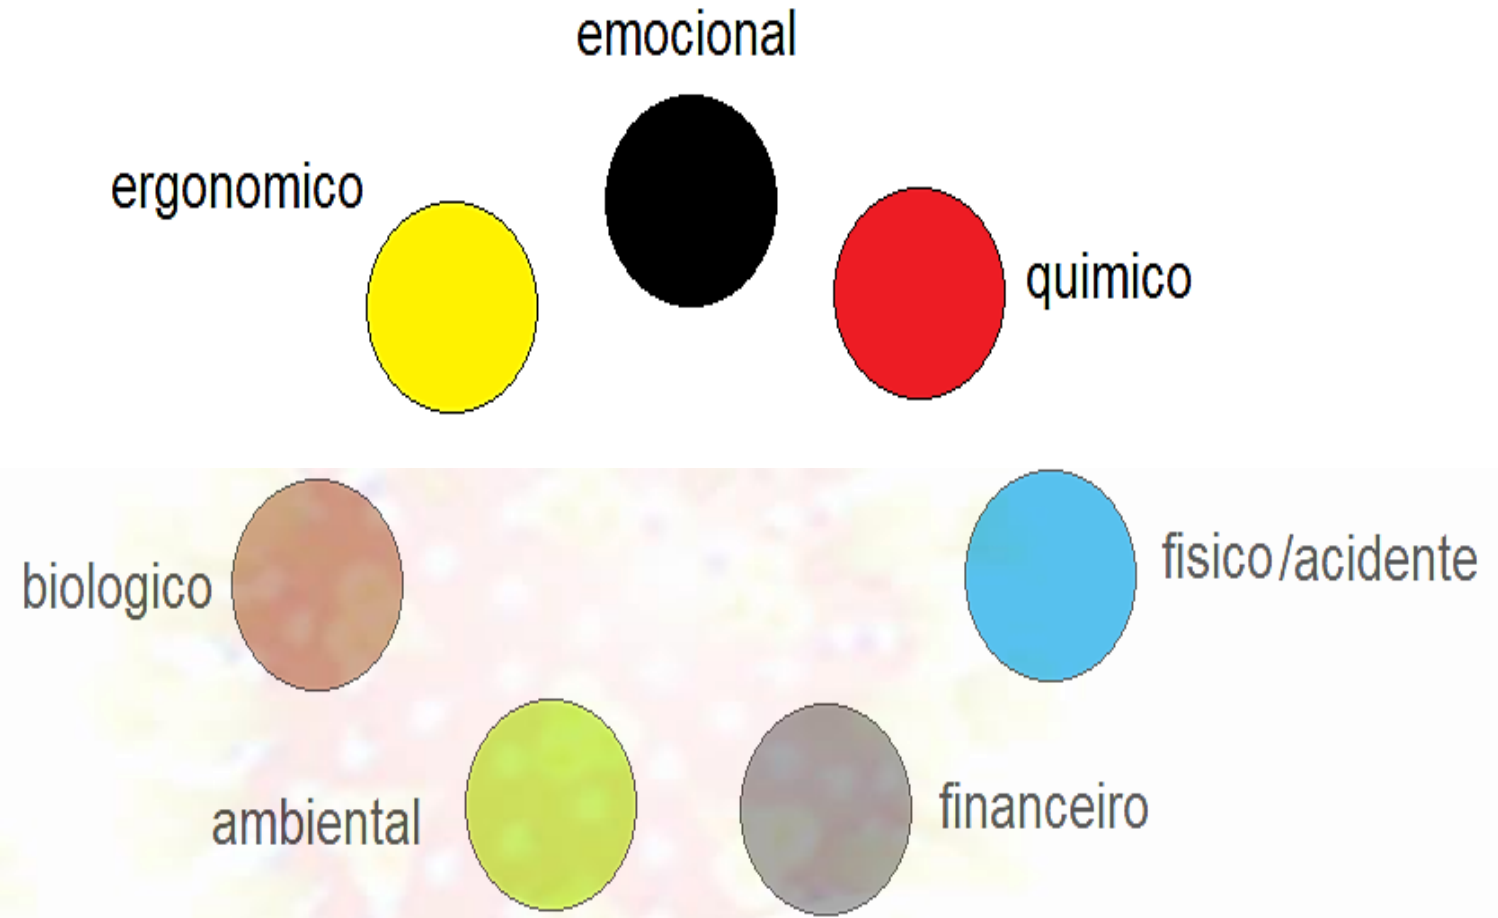 emocional
ergonomico
quimico
biologico
fisico/acidente
ambiental
financeiro